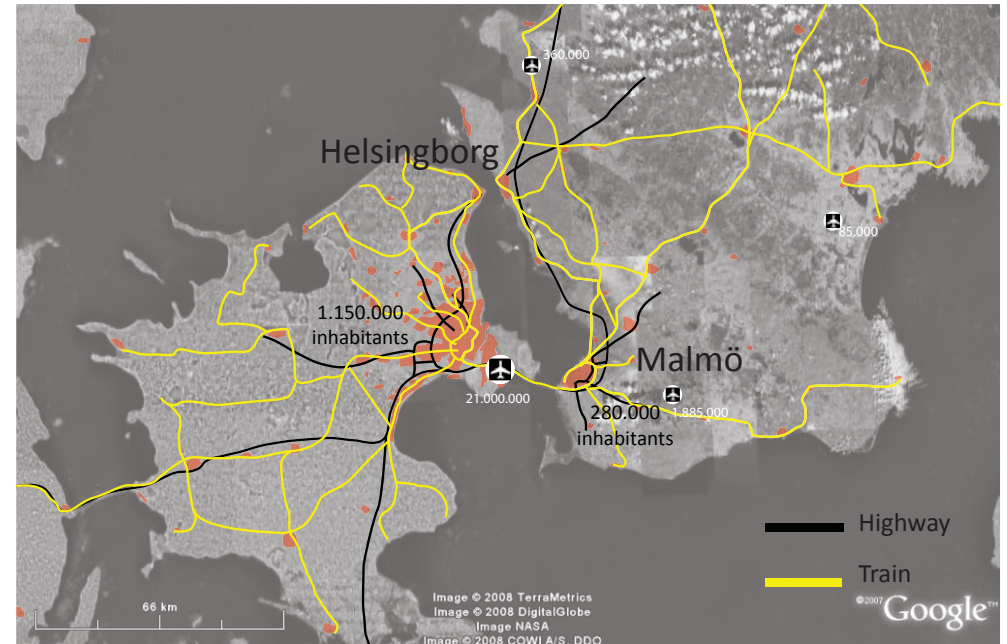 360.000
Helsingborg
85.000
1.150.000
inhabitants
Malmö
21.000.000
280.000
inhabitants
1.885.000
Highway
Train
66 km
Image © 2008 TerraMetrics
Image © 2008 DigitalGlobe
Image NASA
Image © 2008 COWI A/S, DDO
©2007 Google™